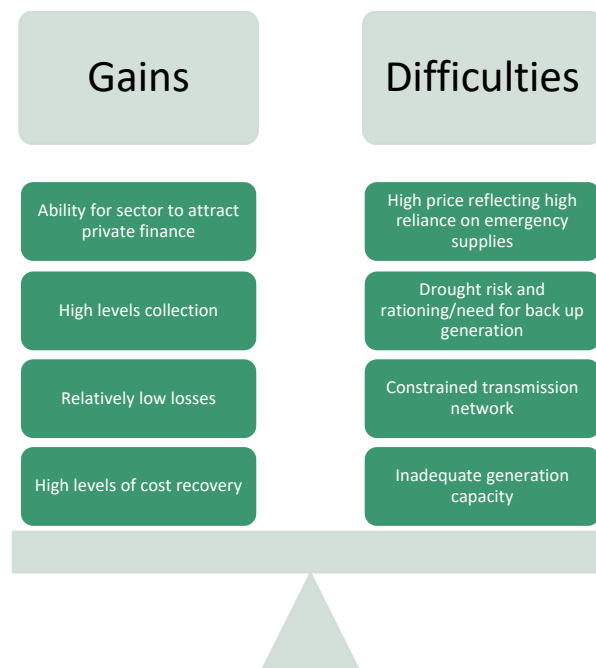 Gains
Ability for sector to attract
private finance
High levels collection
Relatively low losses
High levels of cost recovery
Difficulties
High price reflecting high
reliance on emergency
supplies
Drought risk and
rationing/need for back up
generation
Constrained transmission
network
Inadequate generation
capacity